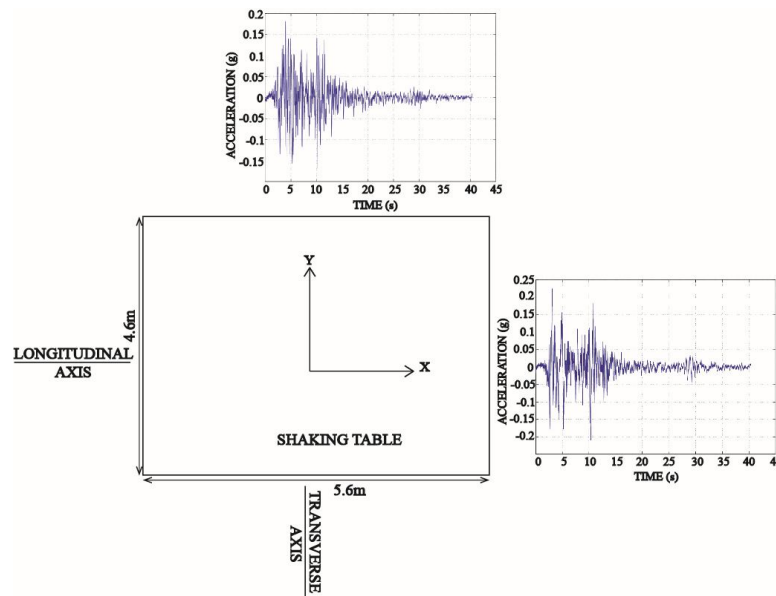 0.2
0.15
0.1
0.05
0
-0.05
-0.1
-0.15
ACCELERATION (g)
0 5 10 15 20 25 30 35 40 45
TIME (s)
Y
X
4.6m
LONGITUDINAL
AXIS
SHAKING TABLE
5.6m
TRANSVERSE
AXIS
0.25
0.2
0.15
0.1
0.05
0
-0.05
-0.1
-0.15
-0.2
ACCELERATION (g)
0 5 10 15 20 25 30 35 40 45
TIME (s)